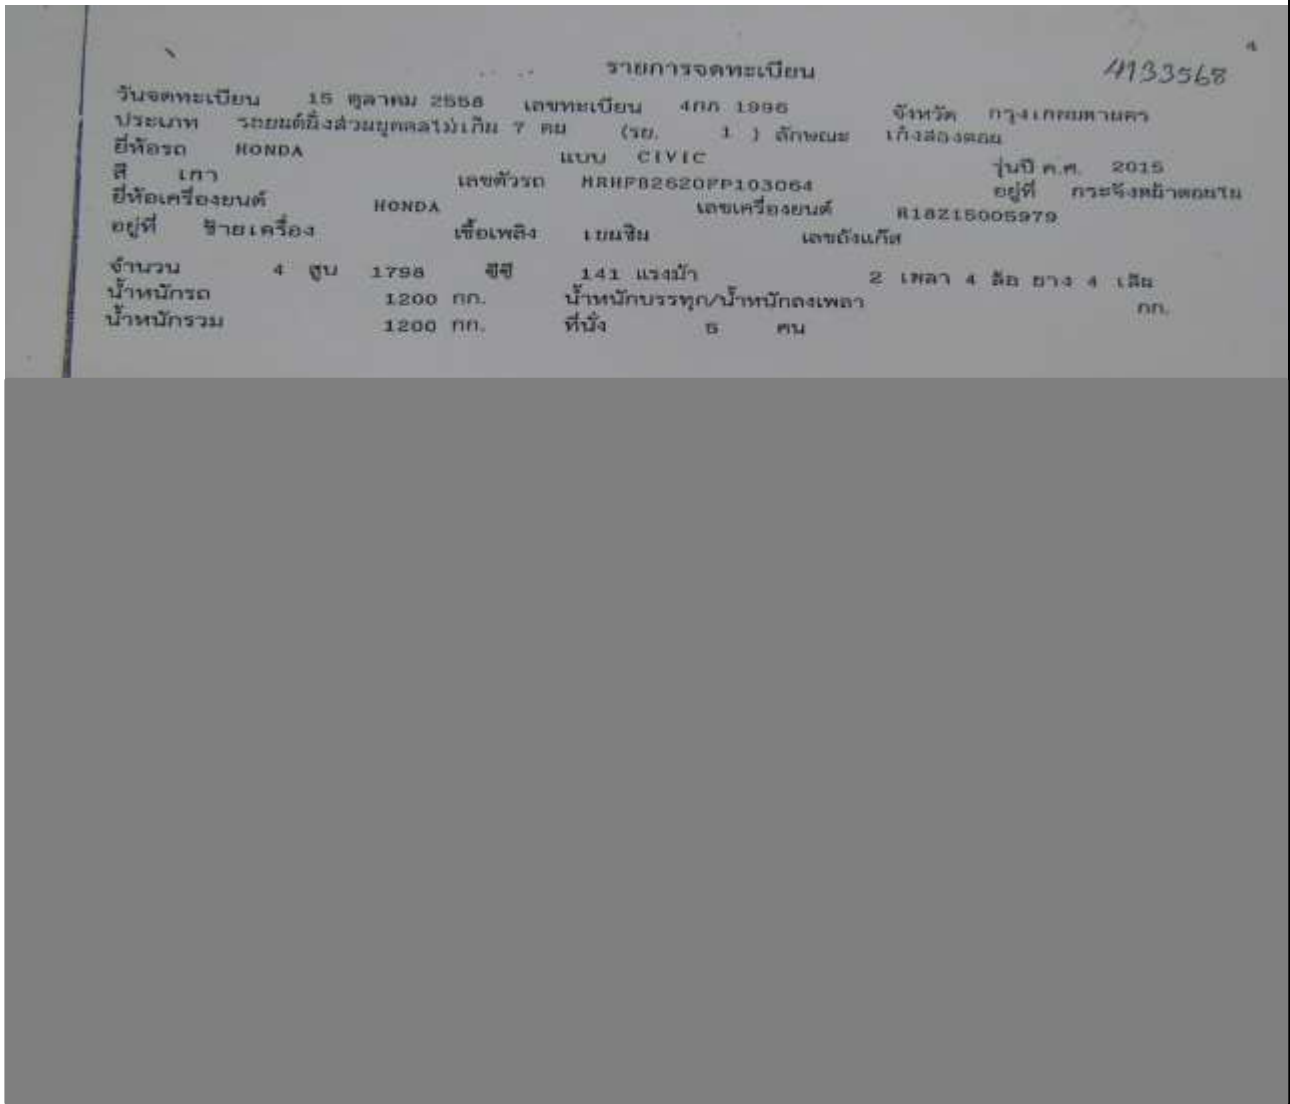 4
รายการจดทะเบียน 4133568
วันจดทะเบียน 15 ตุลาคม 2558 เลขทะเบียน 4กก 1996 จังหวัด กรุงเทพมหานคร
ประเภท รถยนต์นั่งส่วนบุคคลไม่เกิน 7 คน (รย. 1 ) ลักษณะ เก๋งสองตอน
ยี่ห้อรถ HONDA แบบ CIVIC รุ่นปี ค.ศ. 2015
สี เทา เลขตัวรถ MRHFB2620FP103064 อยู่ที่ กระจังหน้าตอนใน
ยี่ห้อเครื่องยนต์ HONDA เลขเครื่องยนต์ R18Z15005979
อยู่ที่ ซ้ายเครื่อง เชื้อเพลิง เบนซิน เลขถังแก๊ส
จำนวน 4 สูบ 1798 ซีซี 141 แรงม้า 2 เพลา 4 ล้อ ยาง 4 เส้น
น้ำหนักรถ 1200 กก. น้ำหนักบรรทุก/น้ำหนักลงเพลา กก.
น้ำหนักรวม 1200 กก. ที่นั่ง 5 คน